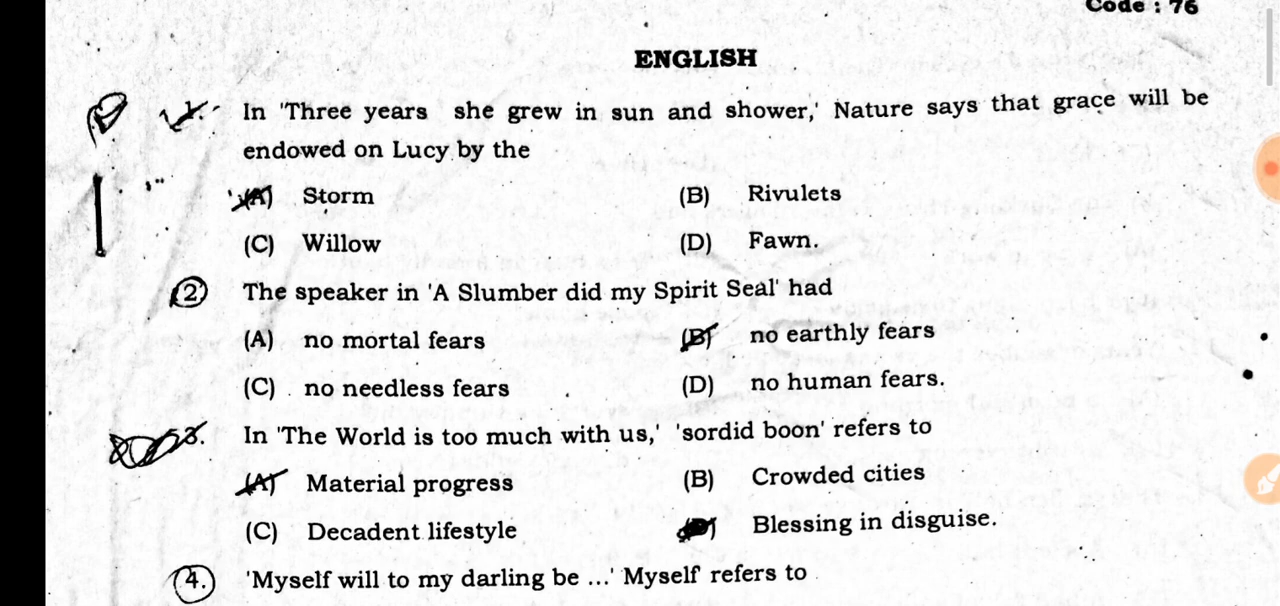 Code : 76
ENGLISH
1. In 'Three years she grew in sun and shower,' Nature says that grace will be
endowed on Lucy by the
(A) Storm (B) Rivulets
(C) Willow (D) Fawn.
2 The speaker in 'A Slumber did my Spirit Seal' had
(A) no mortal fears (B) no earthly fears
(C) no needless fears (D) no human fears.
3. In 'The World is too much with us,' 'sordid boon' refers to
(A) Material progress (B) Crowded cities
(C) Decadent lifestyle (D) Blessing in disguise.
4. 'Myself will to my darling be ...' Myself refers to